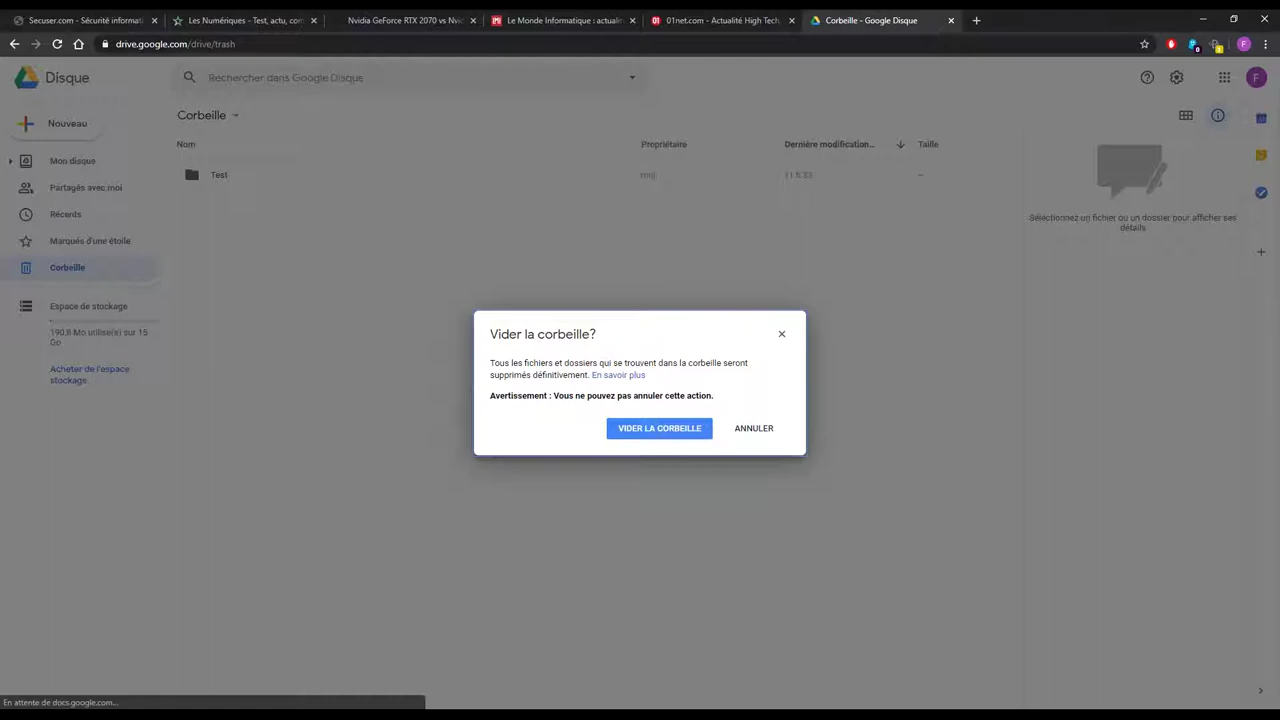 Secuser.com - Sécurité informati
Les Numériques - Test, actu, com
Nvidia GeForce RTX 2070 vs Nvi
Le Monde Informatique : actualit
01net.com - Actualité High Tech,
Corbeille - Google Disque
drive.google.com/drive/trash
Disque
Rechercher dans Google Disque
Nouveau
Corbeille
Nom
Propriétaire
Dernière modification...
Taille
Mon disque
Test
moi
Partagés avec moi
Récents
Marqués d'une étoile
Corbeille
Espace de stockage
190,8 Mo utilisé(s) sur 15
Go
Acheter de l'espace
stockage
Sélectionnez un fichier ou un dossier pour afficher ses
détails
Vider la corbeille?
Tous les fichiers et dossiers qui se trouvent dans la corbeille seront
supprimés définitivement. En savoir plus
Avertissement : Vous ne pouvez pas annuler cette action.
VIDER LA CORBEILLE
ANNULER
En attente de docs.google.com...